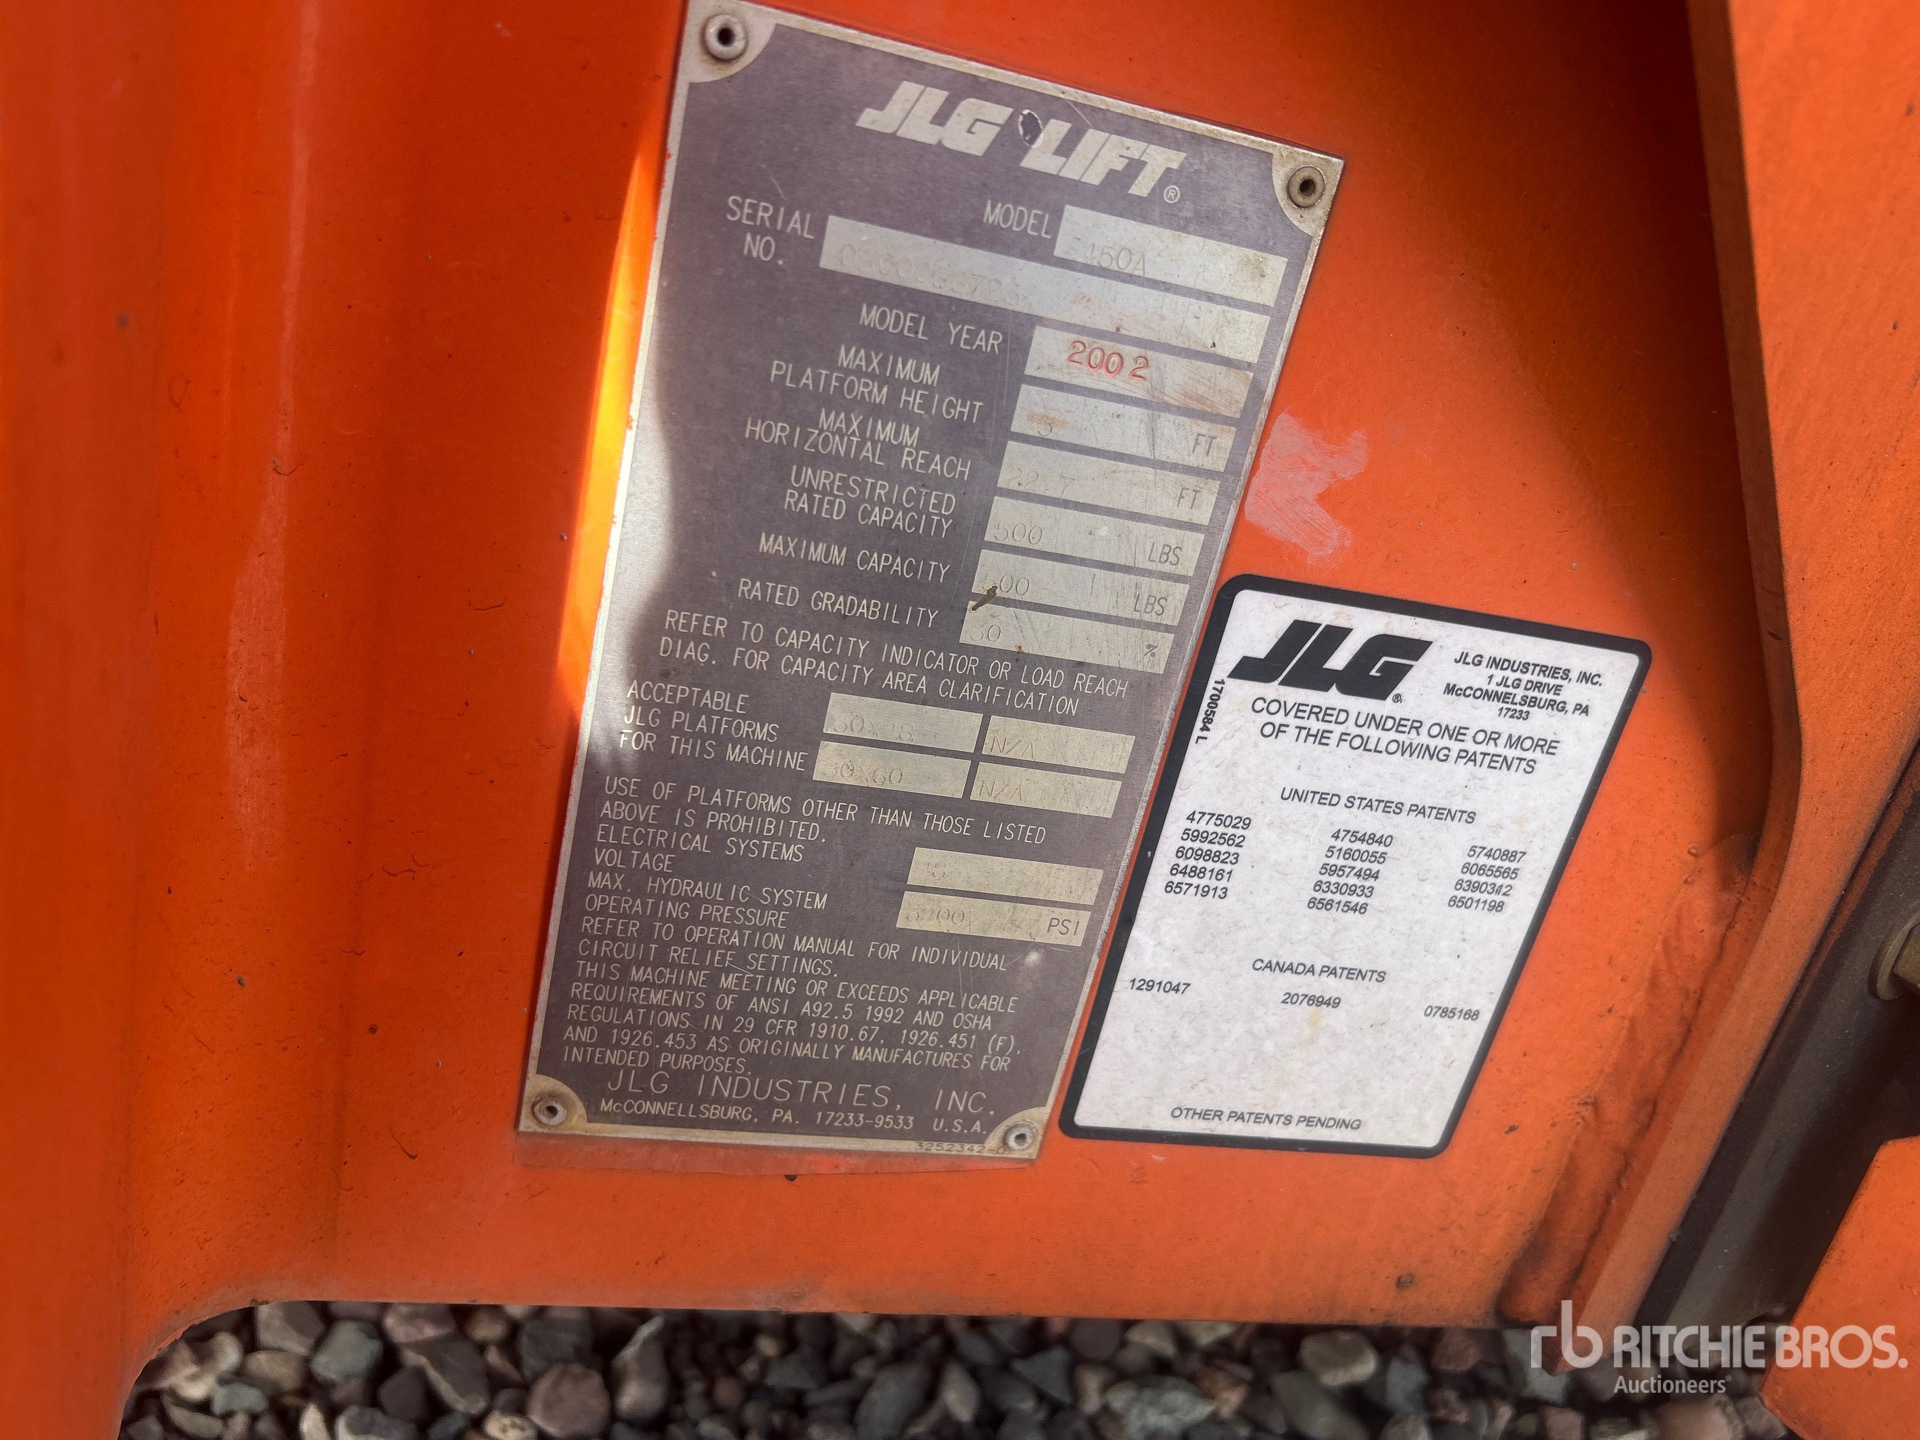 JLG LIFT®
MODEL
SERIAL NO.
MODEL YEAR 2002
MAXIMUM
PLATFORM HEIGHT FT
MAXIMUM
HORIZONTAL REACH FT
UNRESTRICTED
RATED CAPACITY 500 LBS
MAXIMUM CAPACITY LBS
RATED GRADABILITY %
REFER TO CAPACITY INDICATOR OR LOAD REACH
DIAG. FOR CAPACITY AREA CLARIFICATION
ACCEPTABLE
JLG PLATFORMS N/A
FOR THIS MACHINE N/A
USE OF PLATFORMS OTHER THAN THOSE LISTED
ABOVE IS PROHIBITED.
ELECTRICAL SYSTEMS
VOLTAGE
MAX. HYDRAULIC SYSTEM
OPERATING PRESSURE PSI
REFER TO OPERATION MANUAL FOR INDIVIDUAL
CIRCUIT RELIEF SETTINGS.
THIS MACHINE MEETING OR EXCEEDS APPLICABLE
REQUIREMENTS OF ANSI A92.5 1992 AND OSHA
REGULATIONS IN 29 CFR 1910.67, 1926.451 (F),
AND 1926.453 AS ORIGINALLY MANUFACTURES FOR
INTENDED PURPOSES.
JLG INDUSTRIES, INC.
McCONNELLSBURG, PA. 17233-9533 U.S.A.
JLG®
JLG INDUSTRIES, INC.
1 JLG DRIVE
McCONNELSBURG, PA
17233
1700584 L
COVERED UNDER ONE OR MORE
OF THE FOLLOWING PATENTS
UNITED STATES PATENTS
4775029 4754840 5740887
5992562 5160055 6065565
6098823 5957494 6390312
6488161 6330933 6501198
6571913 6561546
CANADA PATENTS
1291047 2076949 0785168
OTHER PATENTS PENDING
rb RITCHIE BROS.
Auctioneers